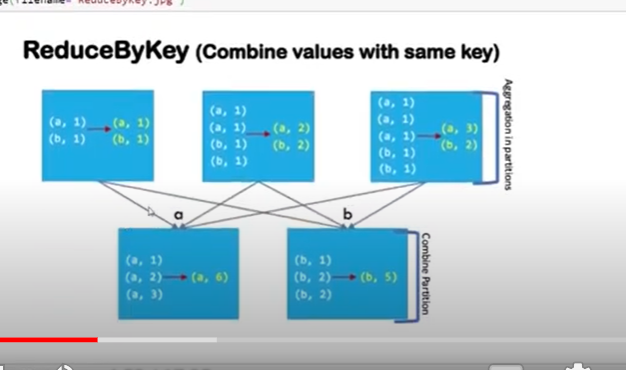 ReduceByKey (Combine values with same key)
(a, 1) (a, 1)
(b, 1) (b, 1)
(a, 1)
(a, 1) (a, 2)
(b, 1) (b, 2)
(b, 1)
(a, 1)
(a, 1)
(a, 1) (a, 3)
(b, 1) (b, 2)
(b, 1)
Aggregation in partitions
a
b
(a, 1)
(a, 2) (a, 6)
(a, 3)
(b, 1)
(b, 2) (b, 5)
(b, 2)
Combine Partition